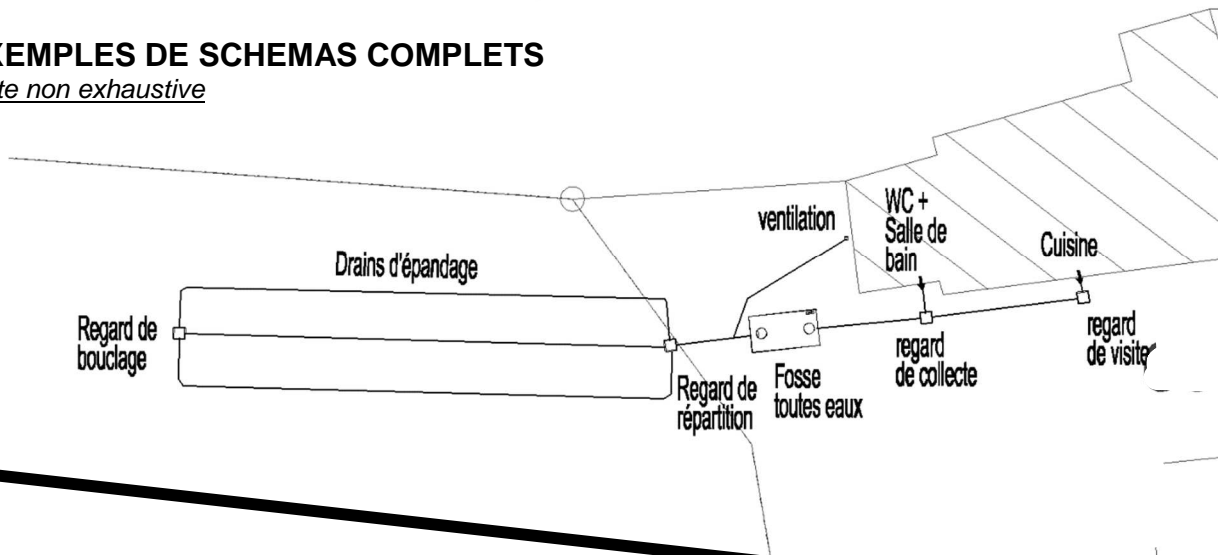 XEMPLES DE SCHEMAS COMPLETS
te non exhaustive
WC +
Salle de
bain
ventilation
Cuisine
Drains d'épandage
Regard de
bouclage
regard
de visite
regard
de collecte
Fosse
toutes eaux
Regard de
répartition